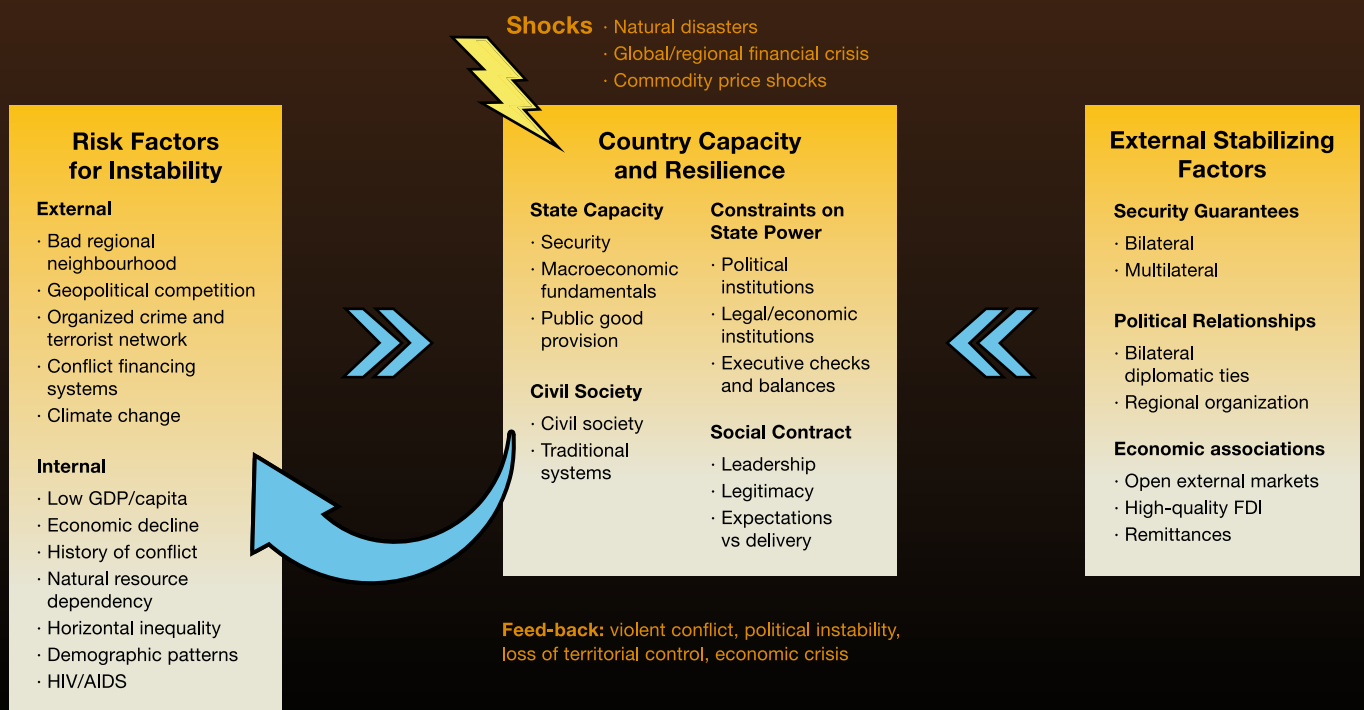 Shocks · Natural disasters
· Global/regional financial crisis
· Commodity price shocks
Risk Factors
for Instability
External
· Bad regional
neighbourhood
· Geopolitical competition
· Organized crime and
terrorist network
· Conflict financing
systems
· Climate change
Internal
· Low GDP/capita
· Economic decline
· History of conflict
· Natural resource
dependency
· Horizontal inequality
· Demographic patterns
· HIV/AIDS
Country Capacity
and Resilience
State Capacity
· Security
· Macroeconomic
fundamentals
· Public good
provision
Civil Society
· Civil society
· Traditional
systems
Constraints on
State Power
· Political
institutions
· Legal/economic
institutions
· Executive checks
and balances
Social Contract
· Leadership
· Legitimacy
· Expectations
vs delivery
External Stabilizing
Factors
Security Guarantees
· Bilateral
· Multilateral
Political Relationships
· Bilateral
diplomatic ties
· Regional organization
Economic associations
· Open external markets
· High-quality FDI
· Remittances
Feed-back: violent conflict, political instability,
loss of territorial control, economic crisis